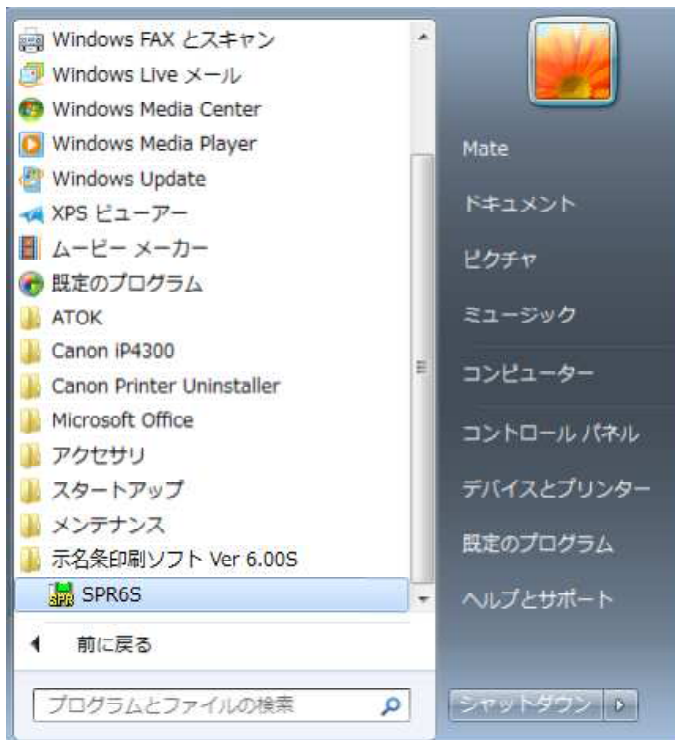 Windows FAX とスキャン
Windows Live メール
Windows Media Center
Windows Media Player
Windows Update
XPS ビューアー
ムービー メーカー
既定のプログラム
ATOK
Canon iP4300
Canon Printer Uninstaller
Microsoft Office
アクセサリ
スタートアップ
メンテナンス
示名条印刷ソフト Ver 6.00S
SPR
SPR6S
前に戻る
プログラムとファイルの検索
Mate
ドキュメント
ピクチャ
ミュージック
コンピューター
コントロール パネル
デバイスとプリンター
既定のプログラム
ヘルプとサポート
シャットダウン